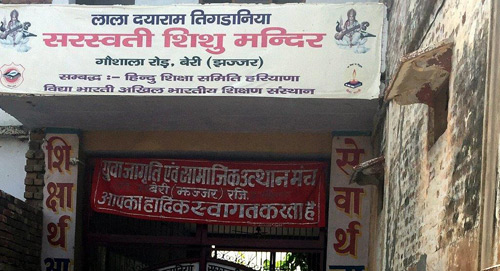 लाला दयाराम तिगड़ानिया
सरस्वती शिशु मन्दिर
गौशाला रोड़, बेरी (झज्जर)
सम्बद्ध :- हिन्दु शिक्षा समिति हरियाणा
विद्या भारती अखिल भारतीय शिक्षण संस्थान
युवा जागृति एवं सामाजिक उत्थान मंच
बेरी (झज्जर) रजि.
आपका हार्दिक स्वागत करता है
शिक्षार्थ आ
सेवार्थ